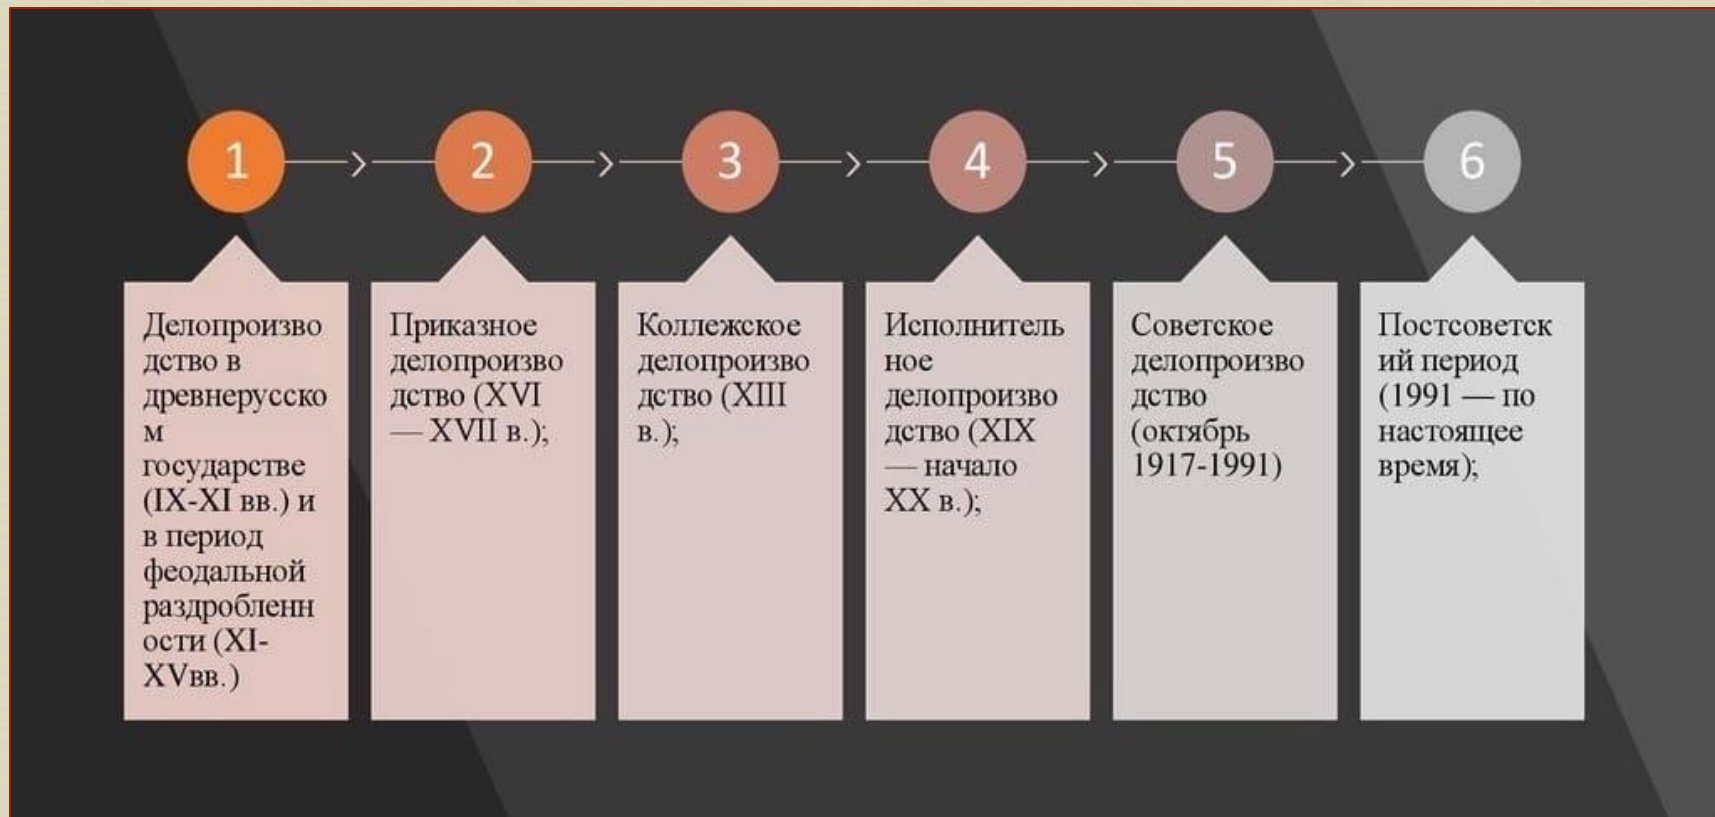 1
2
3
4
5
6
Делопроизво
дство в
древнерусско
м
государстве
(IX-XI вв.) и
в период
феодальной
раздробленн
ости (XI-
XVвв.)
Приказное
делопроизво
дство (XVI
— XVII в.);
Коллежское
делопроизво
дство (XIII
в.);
Исполнитель
ное
делопроизво
дство (XIX
— начало
XX в.);
Советское
делопроизво
дство
(октябрь
1917-1991)
Постсоветск
ий период
(1991 — по
настоящее
время);